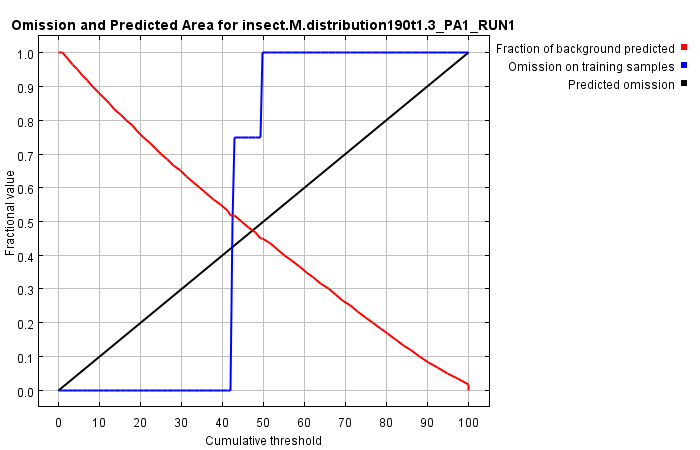 Omission and Predicted Area for insect.M.distribution190t1.3_PA1_RUN1
Fraction of background predicted
Omission on training samples
Predicted omission
Fractional value
1.0
0.9
0.8
0.7
0.6
0.5
0.4
0.3
0.2
0.1
0.0
0 10 20 30 40 50 60 70 80 90 100
Cumulative threshold